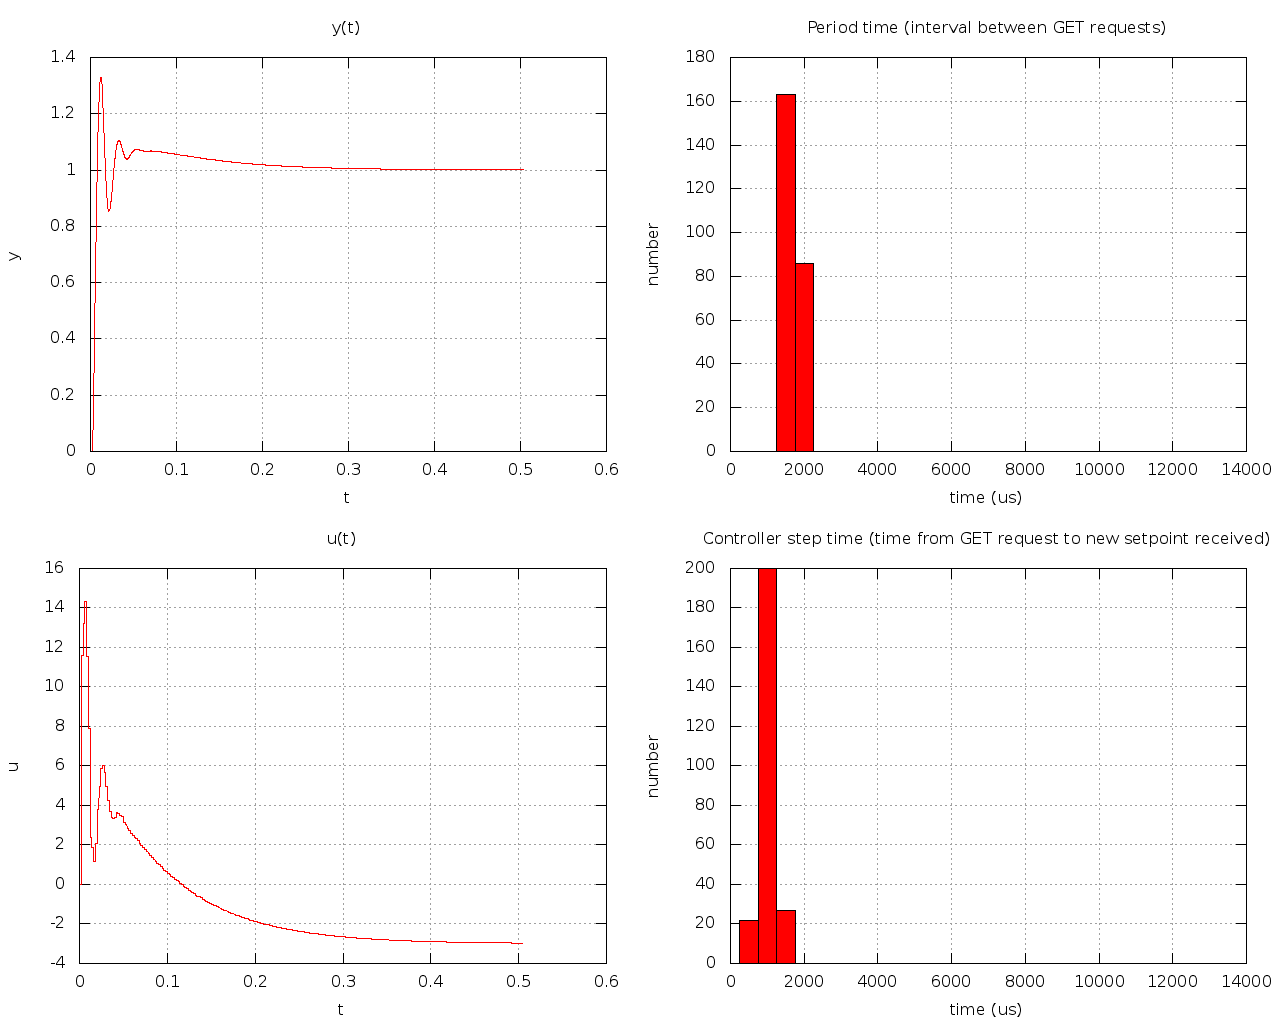 y(t)
1.4
1.2
1
0.8
0.6
0.4
0.2
0
y
0 0.1 0.2 0.3 0.4 0.5 0.6
t
Period time (interval between GET requests)
180
160
140
120
100
80
60
40
20
0
number
0 2000 4000 6000 8000 10000 12000 14000
time (us)
u(t)
16
14
12
10
8
6
4
2
0
-2
-4
u
0 0.1 0.2 0.3 0.4 0.5 0.6
t
Controller step time (time from GET request to new setpoint received)
200
180
160
140
120
100
80
60
40
20
0
number
0 2000 4000 6000 8000 10000 12000 14000
time (us)